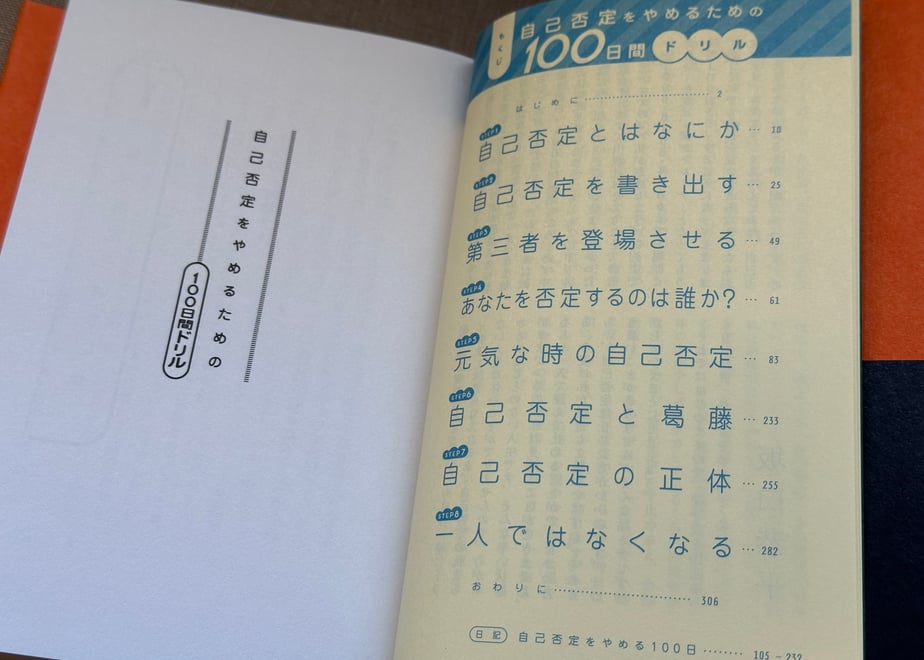 自己否定をやめるための
100日間ドリル
もくじ
自己否定をやめるための
100日間ドリル
はじめに……………………2
STEP1
自己否定とはなにか…10
STEP2
自己否定を書き出す…25
STEP3
第三者を登場させる…49
STEP4
あなたを否定するのは誰か?…61
STEP5
元気な時の自己否定…83
STEP6
自己否定と葛藤…233
STEP7
自己否定の正体…255
STEP8
一人ではなくなる…282
おわりに……………………306
日記 自己否定をやめる100日………105-232